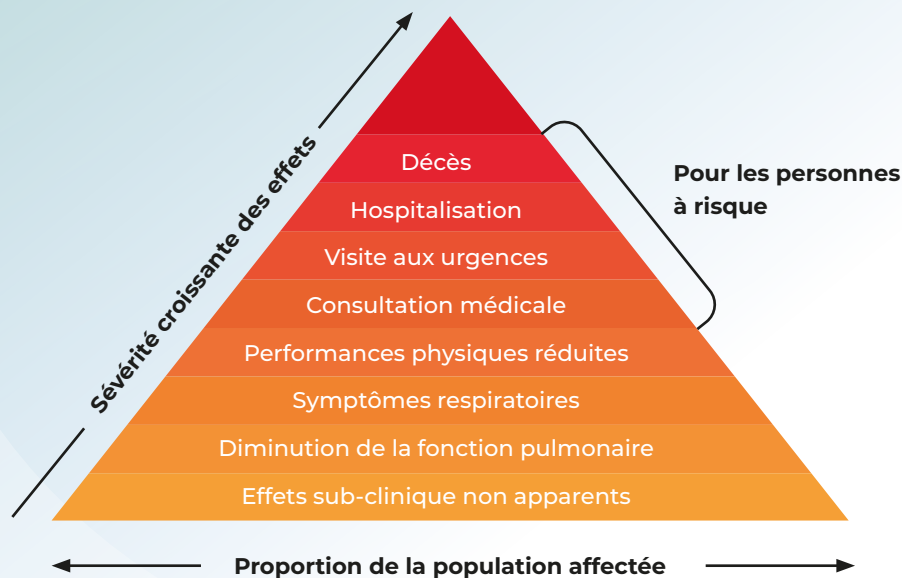 Sévérité croissante des effets
Décès
Hospitalisation
Visite aux urgences
Consultation médicale
Performances physiques réduites
Symptômes respiratoires
Diminution de la fonction pulmonaire
Effets sub-clinique non apparents
Pour les personnes
à risque
Proportion de la population affectée